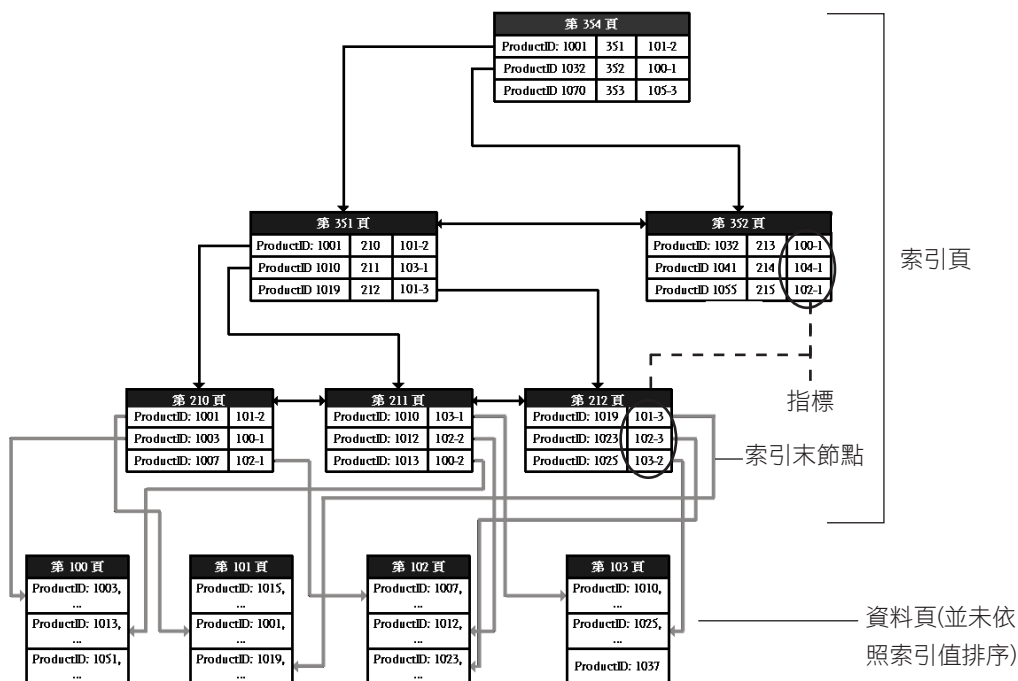 第 354 頁
ProductID: 1001 351 101-2
ProductID 1032 352 100-1
ProductID 1070 353 105-3
第 351 頁
ProductID: 1001 210 101-2
ProductID 1010 211 103-1
ProductID 1019 212 101-3
第 352 頁
ProductID: 1032 213 100-1
ProductID 1041 214 104-1
ProductID 1055 215 102-1
索引頁
指標
第 210 頁
ProductID: 1001 101-2
ProductID: 1003 100-1
ProductID: 1007 102-1
第 211 頁
ProductID: 1010 103-1
ProductID: 1012 102-2
ProductID: 1013 100-2
第 212 頁
ProductID: 1019 101-3
ProductID: 1023 102-3
ProductID: 1025 103-2
索引末節點
第 100 頁
ProductID: 1003,
...
ProductID: 1013,
...
ProductID: 1051,
...
第 101 頁
ProductID: 1015,
...
ProductID: 1001,
...
ProductID: 1019,
...
第 102 頁
ProductID: 1007,
...
ProductID: 1012,
...
ProductID: 1023,
...
第 103 頁
ProductID: 1010,
...
ProductID: 1025,
...
ProductID: 1037
資料頁(並未依
照索引值排序)